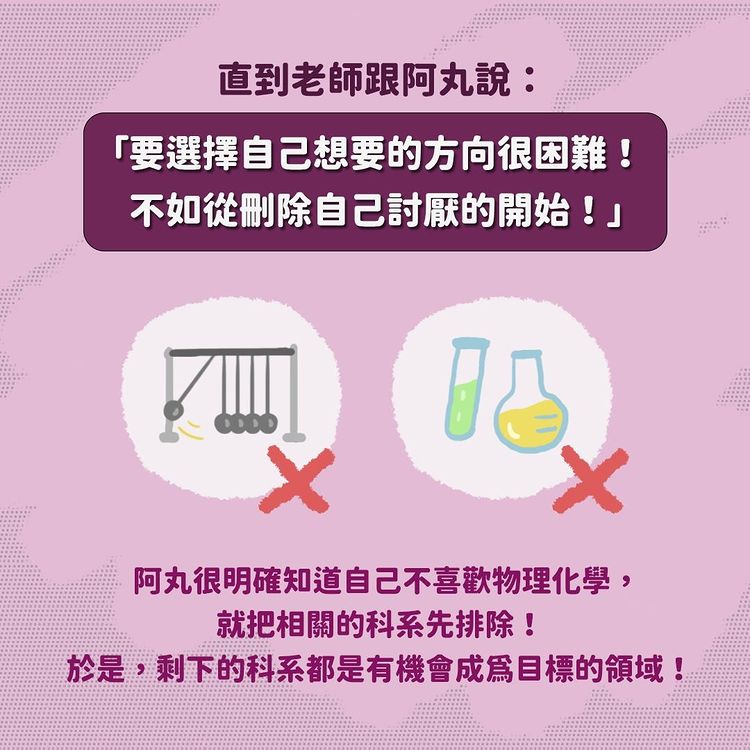 直到老師跟阿丸說：
「要選擇自己想要的方向很困難！
不如從刪除自己討厭的開始！」
阿丸很明確知道自己不喜歡物理化學，
就把相關的科系先排除！
於是，剩下的科系都是有機會成為目標的領域！